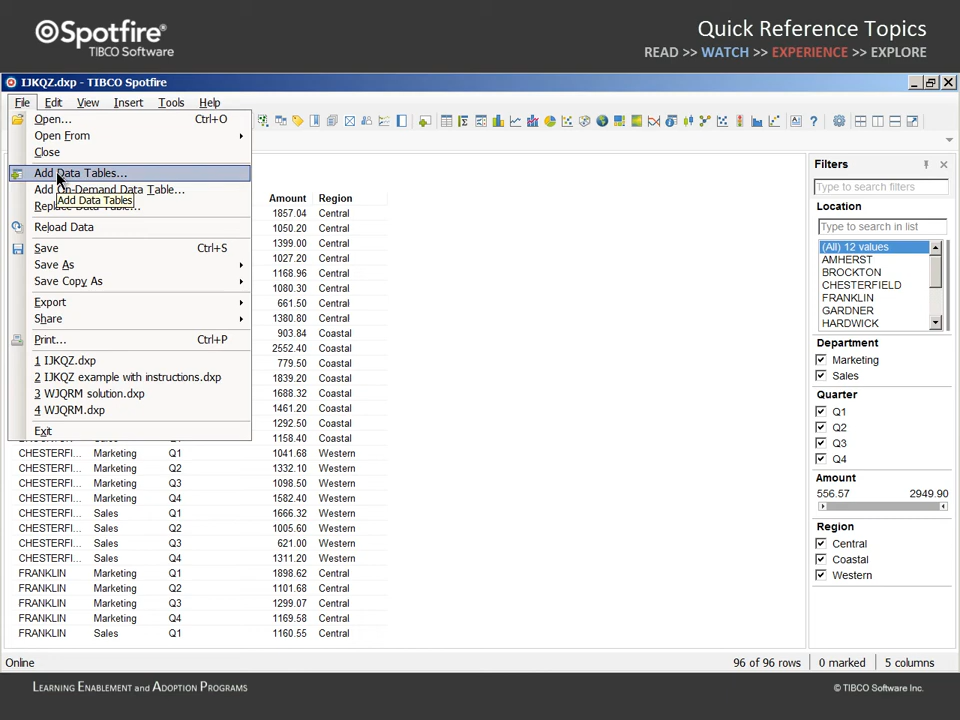 Spotfire®
TIBCO Software
Quick Reference Topics
READ >> WATCH >> EXPERIENCE >> EXPLORE
IJKQZ.dxp - TIBCO Spotfire
File Edit View Insert Tools Help
Open... Ctrl+O
Open From
Close
Add Data Tables...
Add On-Demand Data Table...
Add Data Tables
Replace Data Table...
Reload Data
Save Ctrl+S
Save As
Save Copy As
Export
Share
Print... Ctrl+P
1 IJKQZ.dxp
2 IJKQZ example with instructions.dxp
3 WJQRM solution.dxp
4 WJQRM.dxp
Exit
Amount Region
1857.04 Central
1050.20 Central
1399.00 Central
1027.20 Central
1168.96 Central
1080.30 Central
661.50 Central
1380.80 Central
903.84 Coastal
2552.40 Coastal
779.50 Coastal
1839.20 Coastal
1688.32 Coastal
1461.20 Coastal
1292.50 Coastal
1158.40 Coastal
CHESTERFI... Marketing Q1 1041.68 Western
CHESTERFI... Marketing Q2 1332.10 Western
CHESTERFI... Marketing Q3 1098.50 Western
CHESTERFI... Marketing Q4 1582.40 Western
CHESTERFI... Sales Q1 1666.32 Western
CHESTERFI... Sales Q2 1005.60 Western
CHESTERFI... Sales Q3 621.00 Western
CHESTERFI... Sales Q4 1311.20 Western
FRANKLIN Marketing Q1 1898.62 Central
FRANKLIN Marketing Q2 1101.68 Central
FRANKLIN Marketing Q3 1299.07 Central
FRANKLIN Marketing Q4 1169.58 Central
FRANKLIN Sales Q1 1160.55 Central
Filters
Type to search filters
Location
Type to search in list
(All) 12 values
AMHERST
BROCKTON
CHESTERFIELD
FRANKLIN
GARDNER
HARDWICK
Department
Marketing
Sales
Quarter
Q1
Q2
Q3
Q4
Amount
556.57 2949.90
Region
Central
Coastal
Western
Online 96 of 96 rows 0 marked 5 columns
LEARNING ENABLEMENT AND ADOPTION PROGRAMS
© TIBCO Software Inc.